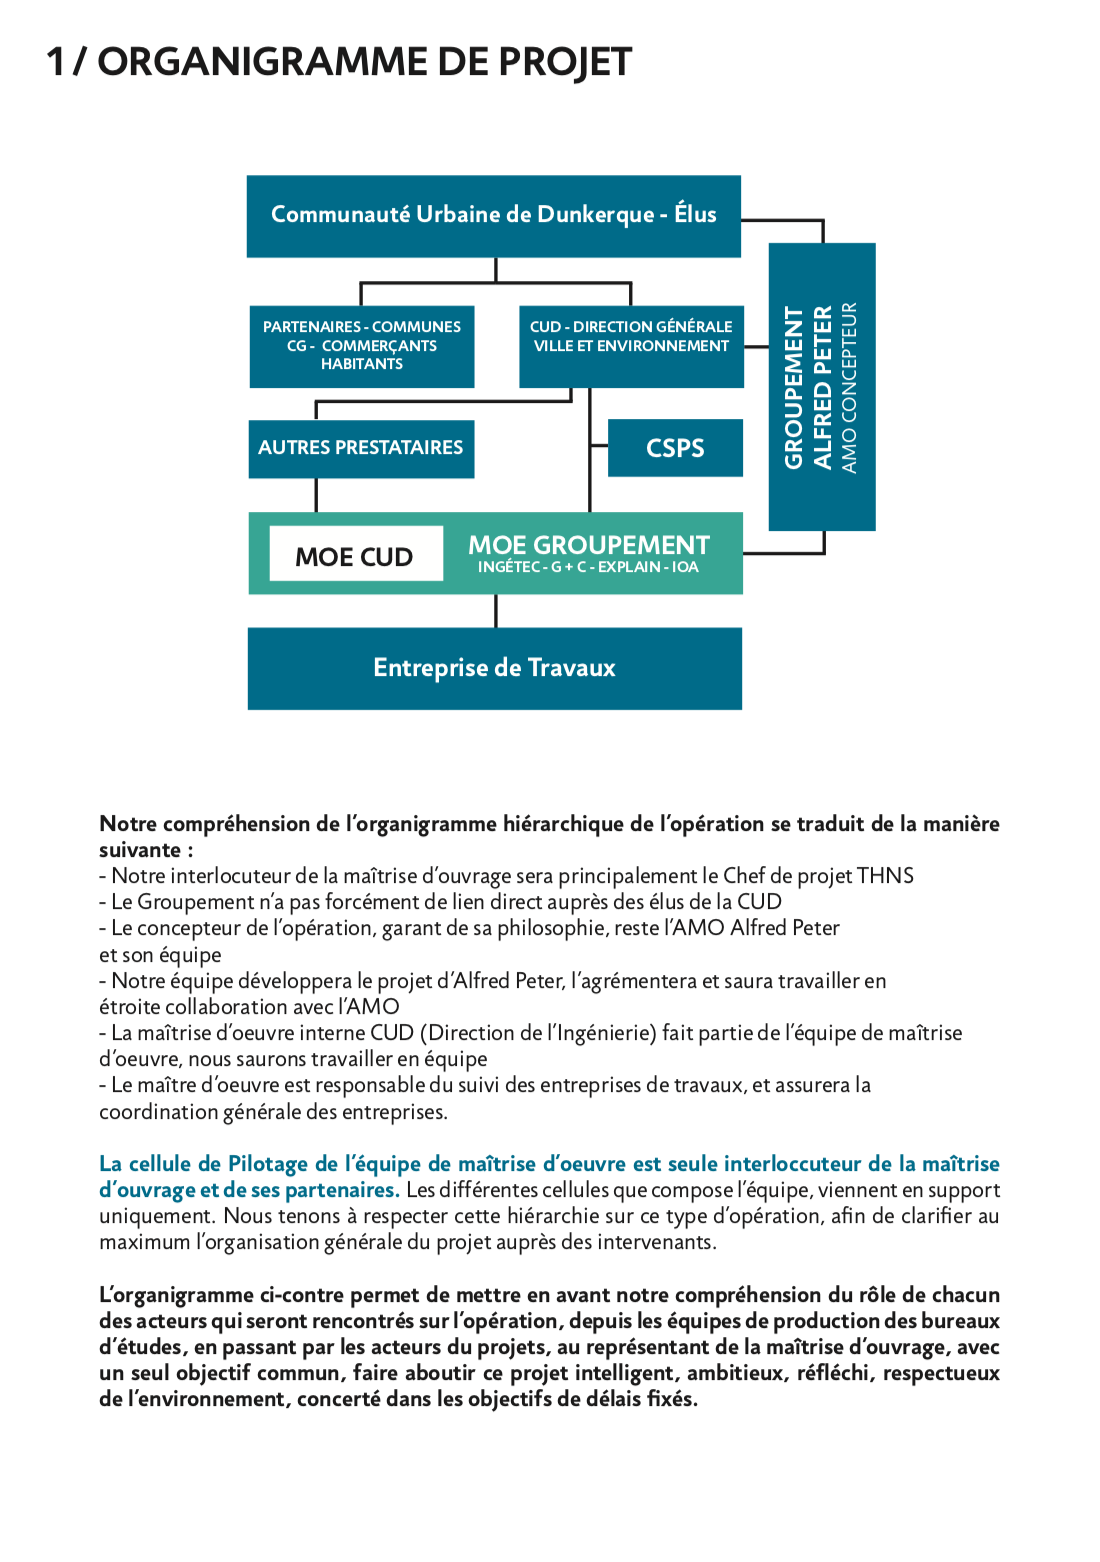 1 / ORGANIGRAMME DE PROJET
Communauté Urbaine de Dunkerque - Élus
PARTENAIRES - COMMUNES
CG - COMMERÇANTS
HABITANTS
CUD - DIRECTION GÉNÉRALE
VILLE ET ENVIRONNEMENT
GROUPEMENT
ALFRED PETER
AMO CONCEPTEUR
AUTRES PRESTATAIRES
CSPS
MOE CUD
MOE GROUPEMENT
INGÉTEC - G + C - EXPLAIN - IOA
Entreprise de Travaux
Notre compréhension de l’organigramme hiérarchique de l’opération se traduit de la manière
suivante :
- Notre interlocuteur de la maîtrise d’ouvrage sera principalement le Chef de projet THNS
- Le Groupement n’a pas forcément de lien direct auprès des élus de la CUD
- Le concepteur de l’opération, garant de sa philosophie, reste l’AMO Alfred Peter
et son équipe
- Notre équipe développera le projet d’Alfred Peter, l’agrémentera et saura travailler en
étroite collaboration avec l’AMO
- La maîtrise d’oeuvre interne CUD (Direction de l’Ingénierie) fait partie de l’équipe de maîtrise
d’oeuvre, nous saurons travailler en équipe
- Le maître d’oeuvre est responsable du suivi des entreprises de travaux, et assurera la
coordination générale des entreprises.
La cellule de Pilotage de l’équipe de maîtrise d’oeuvre est seule interloccuteur de la maîtrise
d’ouvrage et de ses partenaires. Les différentes cellules que compose l’équipe, viennent en support
uniquement. Nous tenons à respecter cette hiérarchie sur ce type d’opération, afin de clarifier au
maximum l’organisation générale du projet auprès des intervenants.
L’organigramme ci-contre permet de mettre en avant notre compréhension du rôle de chacun
des acteurs qui seront rencontrés sur l’opération, depuis les équipes de production des bureaux
d’études, en passant par les acteurs du projets, au représentant de la maîtrise d’ouvrage, avec
un seul objectif commun, faire aboutir ce projet intelligent, ambitieux, réfléchi, respectueux
de l’environnement, concerté dans les objectifs de délais fixés.